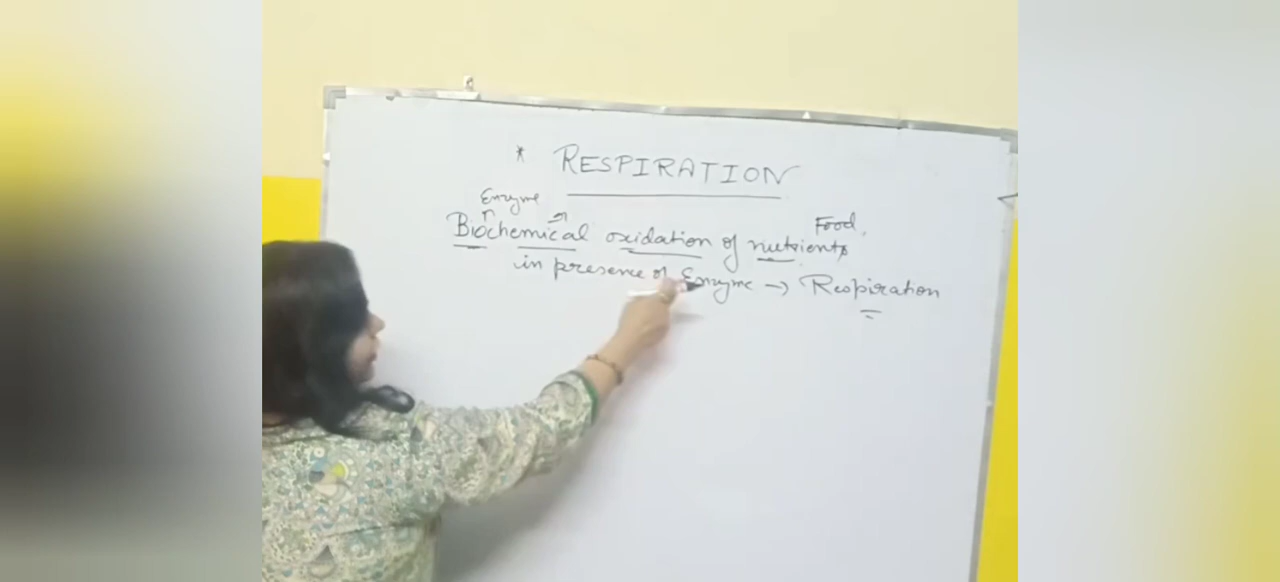 * RESPIRATION
Enzyme
Food
Biochemical oxidation of nutrients
in presence of Enzyme → Respiration